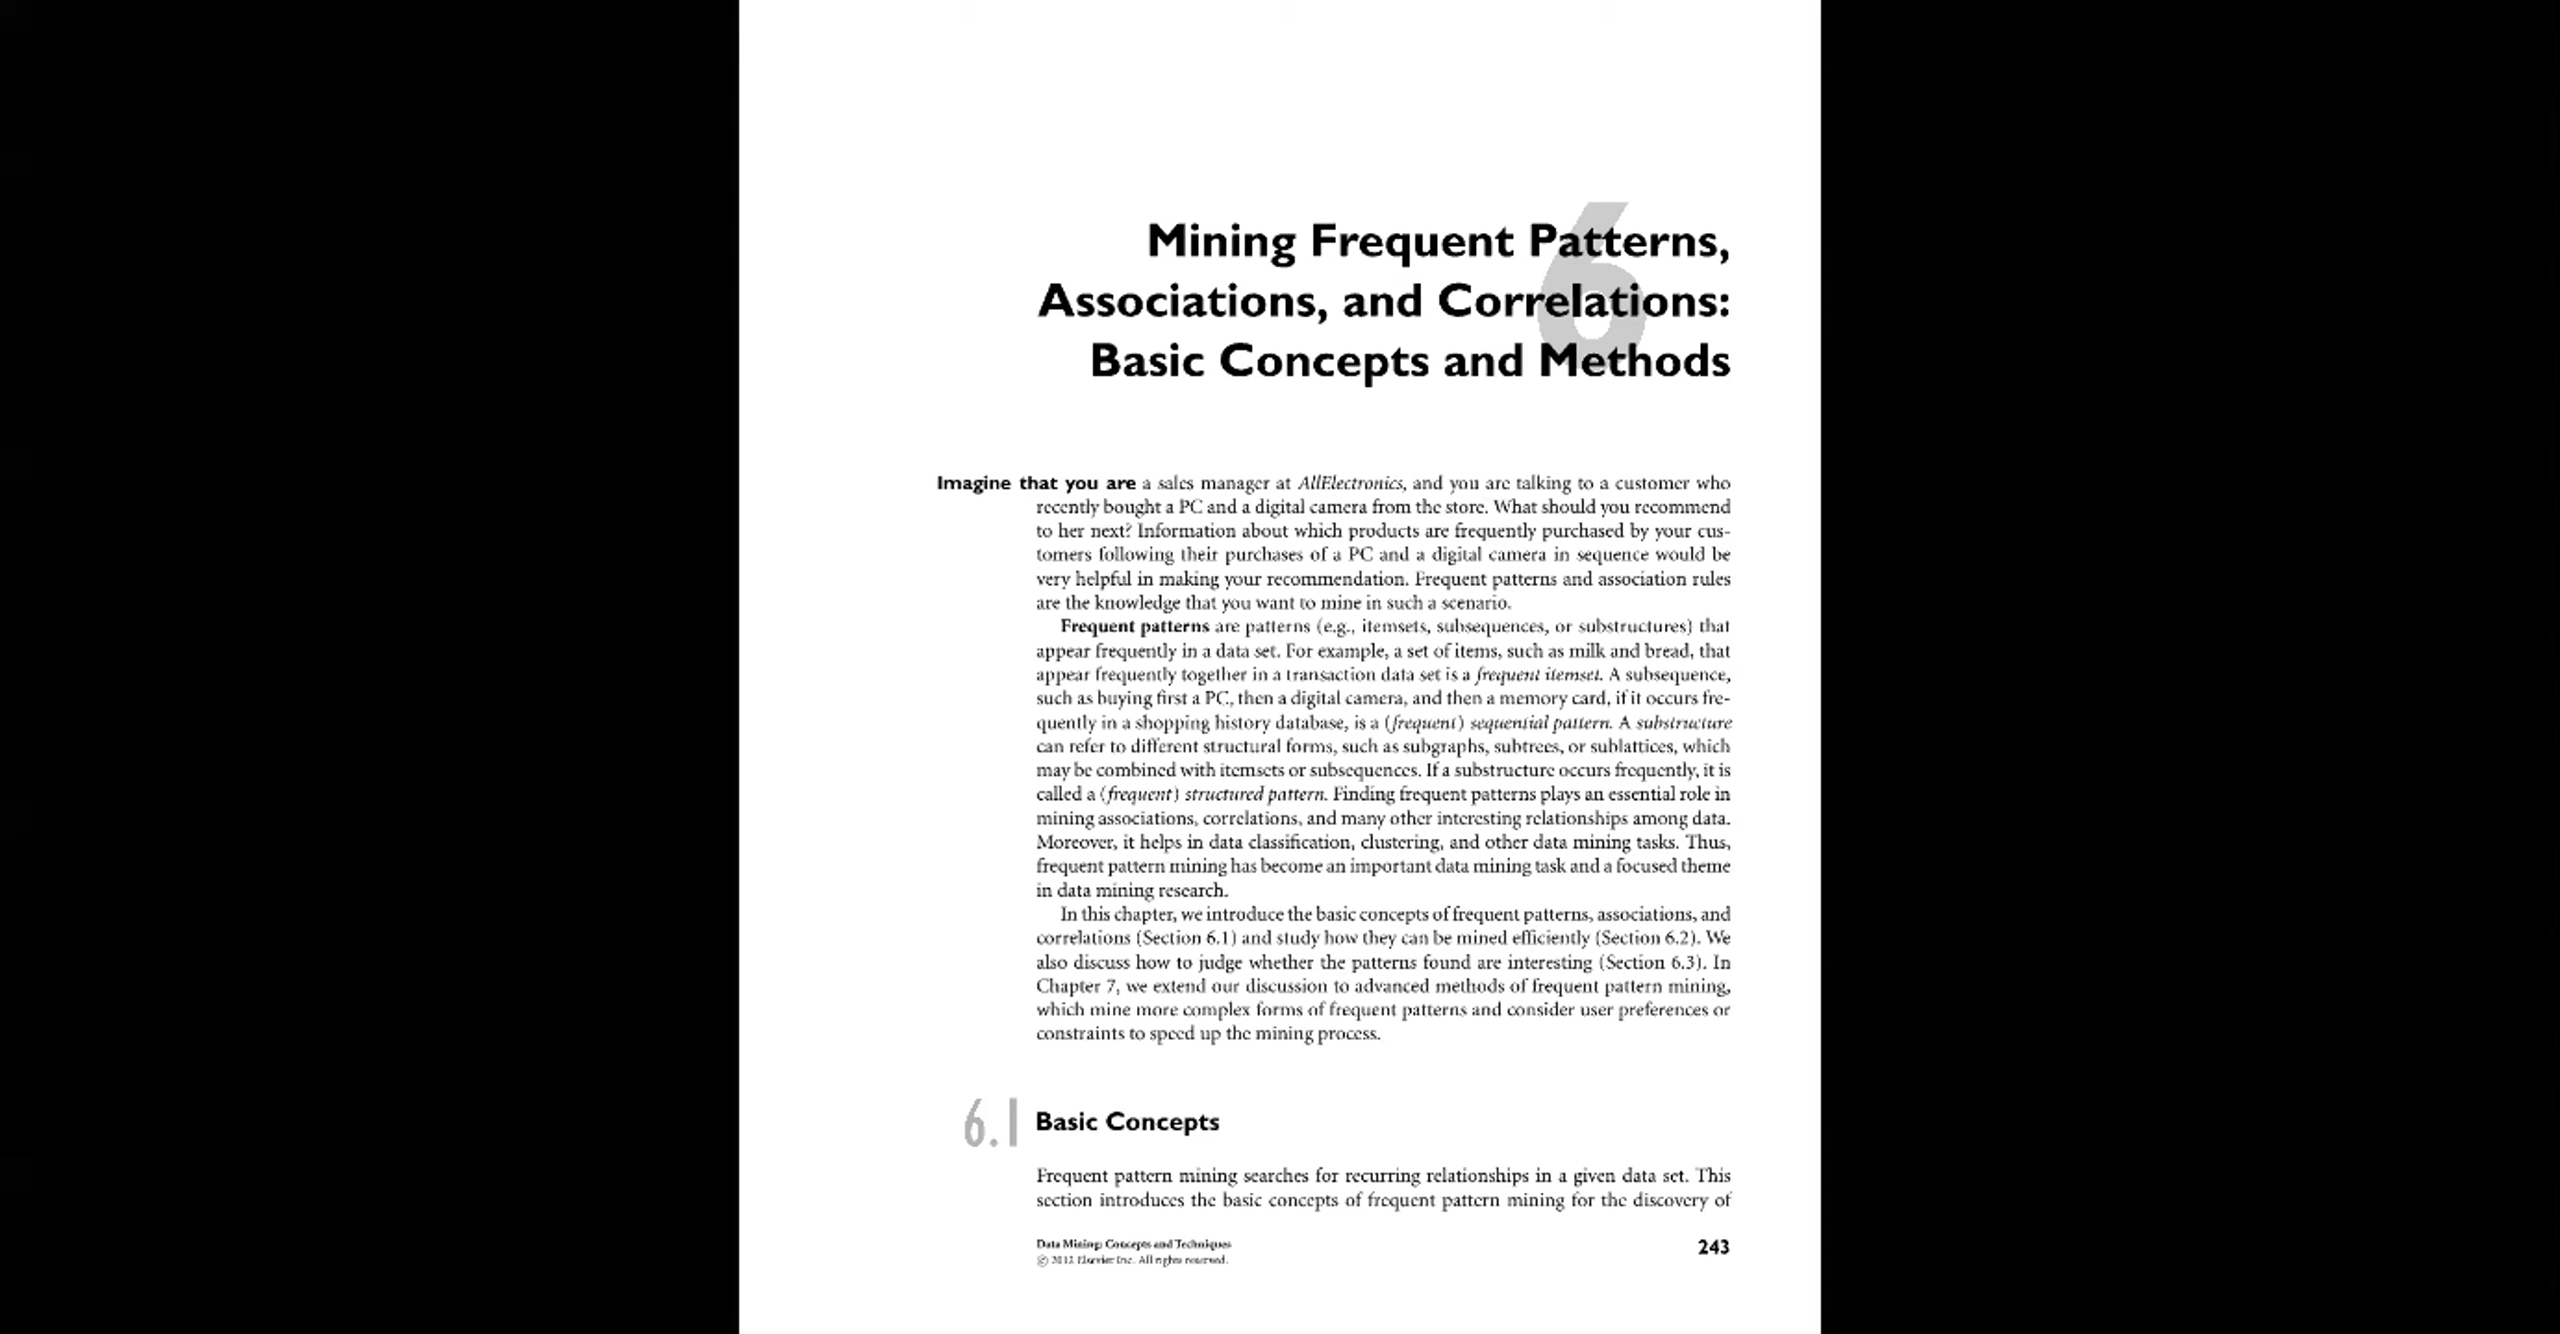 6
Mining Frequent Patterns,
Associations, and Correlations:
Basic Concepts and Methods
Imagine that you are a sales manager at AllElectronics, and you are talking to a customer who
recently bought a PC and a digital camera from the store. What should you recommend
to her next? Information about which products are frequently purchased by your cus-
tomers following their purchases of a PC and a digital camera in sequence would be
very helpful in making your recommendation. Frequent patterns and association rules
are the knowledge that you want to mine in such a scenario.
Frequent patterns are patterns (e.g., itemsets, subsequences, or substructures) that
appear frequently in a data set. For example, a set of items, such as milk and bread, that
appear frequently together in a transaction data set is a frequent itemset. A subsequence,
such as buying first a PC, then a digital camera, and then a memory card, if it occurs fre-
quently in a shopping history database, is a (frequent) sequential pattern. A substructure
can refer to different structural forms, such as subgraphs, subtrees, or sublattices, which
may be combined with itemsets or subsequences. If a substructure occurs frequently, it is
called a (frequent) structured pattern. Finding frequent patterns plays an essential role in
mining associations, correlations, and many other interesting relationships among data.
Moreover, it helps in data classification, clustering, and other data mining tasks. Thus,
frequent pattern mining has become an important data mining task and a focused theme
in data mining research.
In this chapter, we introduce the basic concepts of frequent patterns, associations, and
correlations (Section 6.1) and study how they can be mined efficiently (Section 6.2). We
also discuss how to judge whether the patterns found are interesting (Section 6.3). In
Chapter 7, we extend our discussion to advanced methods of frequent pattern mining,
which mine more complex forms of frequent patterns and consider user preferences or
constraints to speed up the mining process.
6.1 Basic Concepts
Frequent pattern mining searches for recurring relationships in a given data set. This
section introduces the basic concepts of frequent pattern mining for the discovery of
Data Mining: Concepts and Techniques
© 2012 Elsevier Inc. All rights reserved.
243